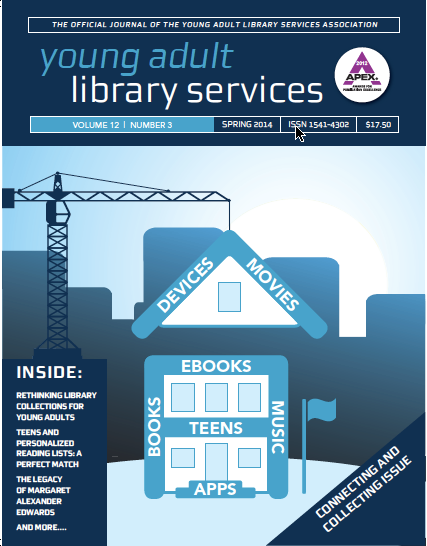 THE OFFICIAL JOURNAL OF THE YOUNG ADULT LIBRARY SERVICES ASSOCIATION
young adult
library services
2013
APEX
AWARDS FOR
PUBLICATION EXCELLENCE
VOLUME 12 | NUMBER 3
SPRING 2014
ISSN 1541-4302
$17.50
DEVICES
MOVIES
EBOOKS
BOOKS
MUSIC
TEENS
APPS
INSIDE:
RETHINKING LIBRARY
COLLECTIONS FOR
YOUNG ADULTS
TEENS AND
PERSONALIZED
READING LISTS: A
PERFECT MATCH
THE LEGACY
OF MARGARET
ALEXANDER
EDWARDS
AND MORE....
CONNECTING AND
COLLECTING ISSUE